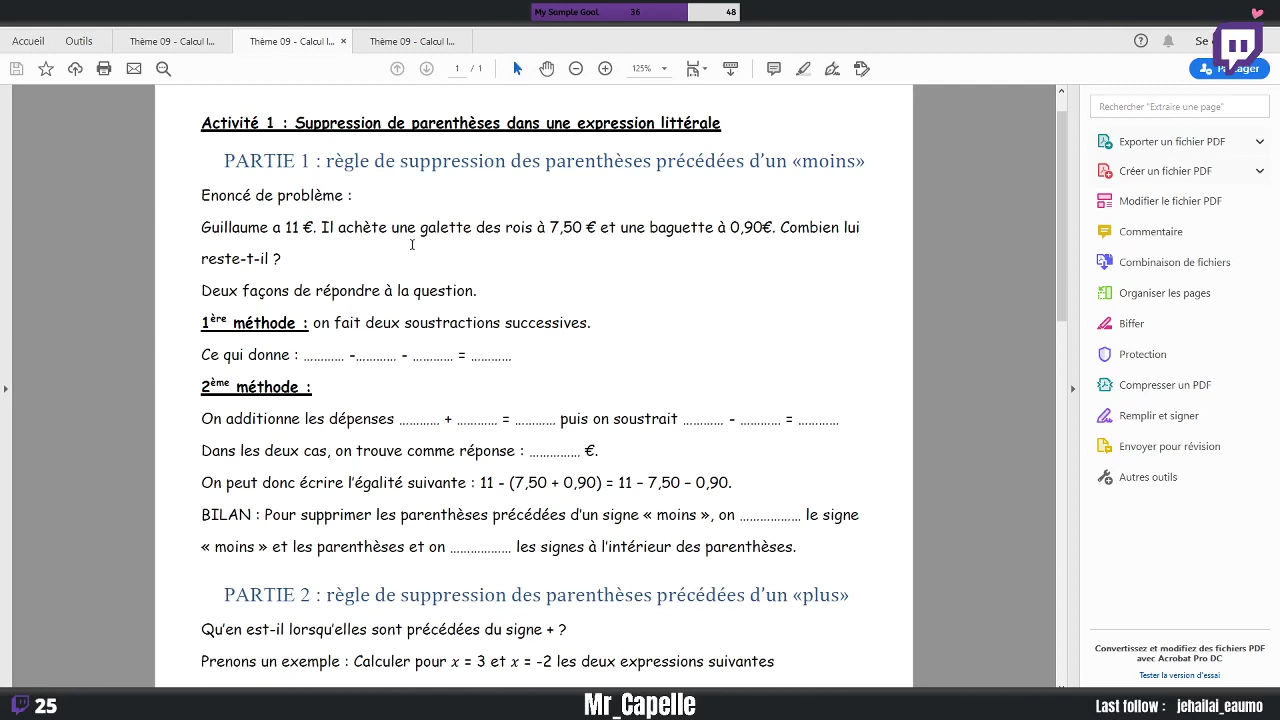 My Sample Goal 36 48
Accueil Outils Thème 09 - Calcul l... Thème 09 - Calcul l... × Thème 09 - Calcul l... Se
1 / 1 125% Partager
Activité 1 : Suppression de parenthèses dans une expression littérale
PARTIE 1 : règle de suppression des parenthèses précédées d’un «moins»
Enoncé de problème :
Guillaume a 11 €. Il achète une galette des rois à 7,50 € et une baguette à 0,90€. Combien lui
reste-t-il ?
Deux façons de répondre à la question.
1ère méthode : on fait deux soustractions successives.
Ce qui donne : ………… -………… - ………… = …………
2ème méthode :
On additionne les dépenses ………… + ………… = ………… puis on soustrait ………… - ………… = …………
Dans les deux cas, on trouve comme réponse : …………… €.
On peut donc écrire l’égalité suivante : 11 - (7,50 + 0,90) = 11 – 7,50 – 0,90.
BILAN : Pour supprimer les parenthèses précédées d’un signe « moins », on ……………… le signe
« moins » et les parenthèses et on ……………… les signes à l’intérieur des parenthèses.
PARTIE 2 : règle de suppression des parenthèses précédées d’un «plus»
Qu’en est-il lorsqu’elles sont précédées du signe + ?
Prenons un exemple : Calculer pour x = 3 et x = -2 les deux expressions suivantes
Rechercher "Extraire une page"
Exporter un fichier PDF
Créer un fichier PDF
Modifier le fichier PDF
Commentaire
Combinaison de fichiers
Organiser les pages
Biffer
Protection
Compresser un PDF
Remplir et signer
Envoyer pour révision
Autres outils
Convertissez et modifiez des fichiers PDF
avec Acrobat Pro DC
Tester la version d'essai
25 Mr_Capelle Last follow : jehailai_eaumo